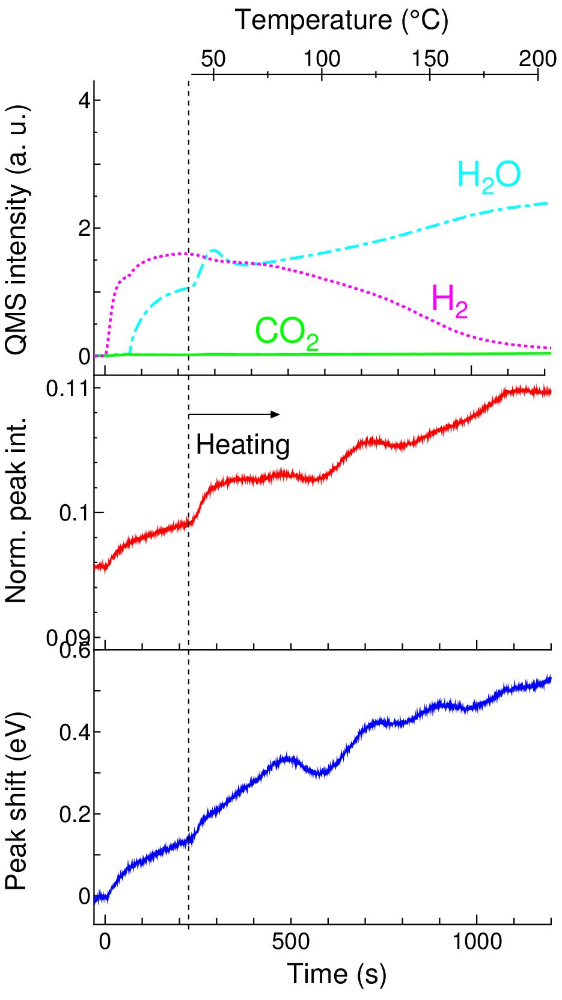 Temperature (°C)
50 100 150 200
QMS intensity (a. u.)
4
2
0
H₂O
H₂
CO₂
Norm. peak int.
0.11
0.1
0.09
Heating
Peak shift (eV)
0.6
0.4
0.2
0
0 500 1000
Time (s)